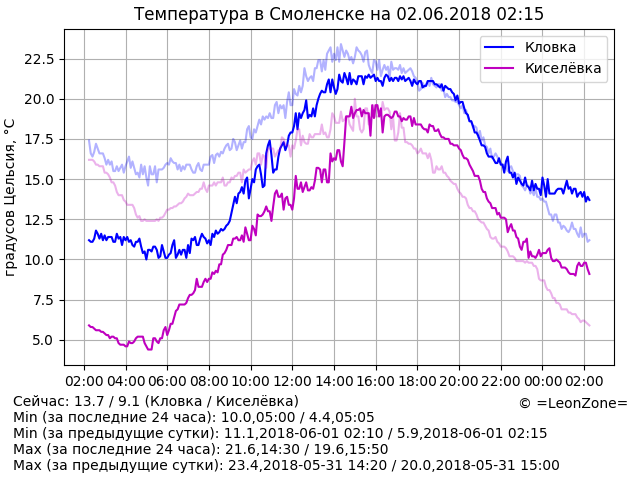 Температура в Смоленске на 02.06.2018 02:15
Кловка
Киселёвка
градусов Цельсия, °C
22.5
20.0
17.5
15.0
12.5
10.0
7.5
5.0
02:00 04:00 06:00 08:00 10:00 12:00 14:00 16:00 18:00 20:00 22:00 00:00 02:00
Сейчас: 13.7 / 9.1 (Кловка / Киселёвка)
© =LeonZone=
Min (за последние 24 часа): 10.0,05:00 / 4.4,05:05
Min (за предыдущие сутки): 11.1,2018-06-01 02:10 / 5.9,2018-06-01 02:15
Max (за последние 24 часа): 21.6,14:30 / 19.6,15:50
Max (за предыдущие сутки): 23.4,2018-05-31 14:20 / 20.0,2018-05-31 15:00